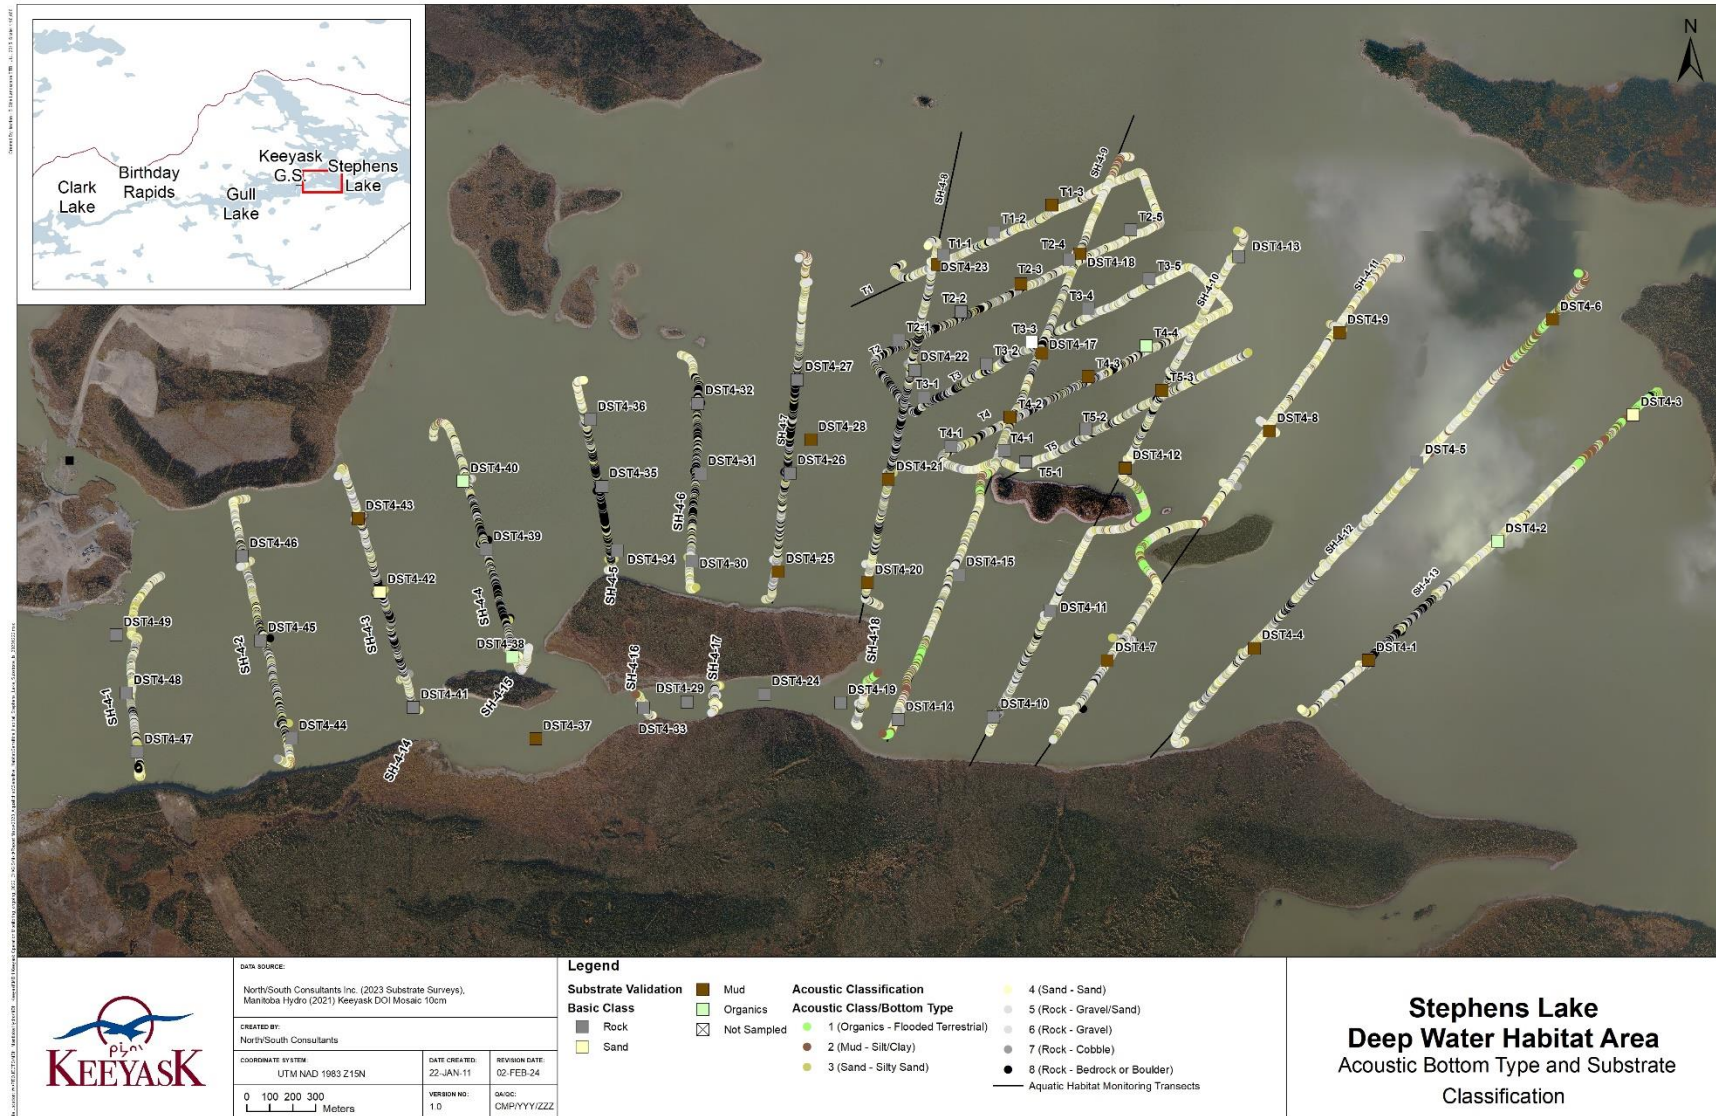 Keeyask
G.S.
Stephens
Lake
Birthday
Rapids
Gull
Lake
Clark
Lake
N
SH-4-8
SH-4-9
T1-3
T1-2
T2-5
T1-1
T2-4
DST4-13
DST4-23
DST4-18
T1
T2-3
T3-5
SH-4-10
SH-4-11
T2-2
T3-4
DST4-6
T2-1
T3-3
T4-4
DST4-9
T2
DST4-22
T3-2
DST4-17
DST4-27
T3-1
T3
T4-3
T5-3
DST4-32
DST4-36
T4-2
T4
DST4-3
SH-4-7
DST4-28
T5-2
DST4-8
T4-1
T4-1
T5
DST4-40
DST4-35
DST4-31
DST4-26
DST4-21
T5-1
DST4-12
DST4-5
DST4-43
SH-4-6
DST4-2
DST4-46
DST4-39
SH-4-12
DST4-34
DST4-30
DST4-25
DST4-15
SH-4-5
DST4-42
DST4-20
SH-4-13
SH-4-4
DST4-11
DST4-49
DST4-45
SH-4-3
SH-4-2
DST4-38
SH-4-18
DST4-7
DST4-4
DST4-1
SH-4-16
SH-4-17
DST4-48
SH-4-1
SH-4-15
DST4-41
DST4-29
DST4-24
DST4-19
DST4-33
DST4-14
DST4-10
DST4-44
DST4-37
DST4-47
SH-4-14
KEEYASK
DATA SOURCE:
North/South Consultants Inc. (2023 Substrate Surveys),
Manitoba Hydro (2021) Keeyask DOI Mosaic 10cm
CREATED BY:
North/South Consultants
COORDINATE SYSTEM:
UTM NAD 1983 Z15N
DATE CREATED:
22-JAN-11
REVISION DATE:
02-FEB-24
0 100 200 300
Meters
VERSION NO:
1.0
QA/QC:
CMP/YYY/ZZZ
Legend
Substrate Validation
Basic Class
Rock
Sand
Mud
Organics
Not Sampled
Acoustic Classification
Acoustic Class/Bottom Type
1 (Organics - Flooded Terrestrial)
2 (Mud - Silt/Clay)
3 (Sand - Silty Sand)
4 (Sand - Sand)
5 (Rock - Gravel/Sand)
6 (Rock - Gravel)
7 (Rock - Cobble)
8 (Rock - Bedrock or Boulder)
Aquatic Habitat Monitoring Transects
Stephens Lake
Deep Water Habitat Area
Acoustic Bottom Type and Substrate
Classification